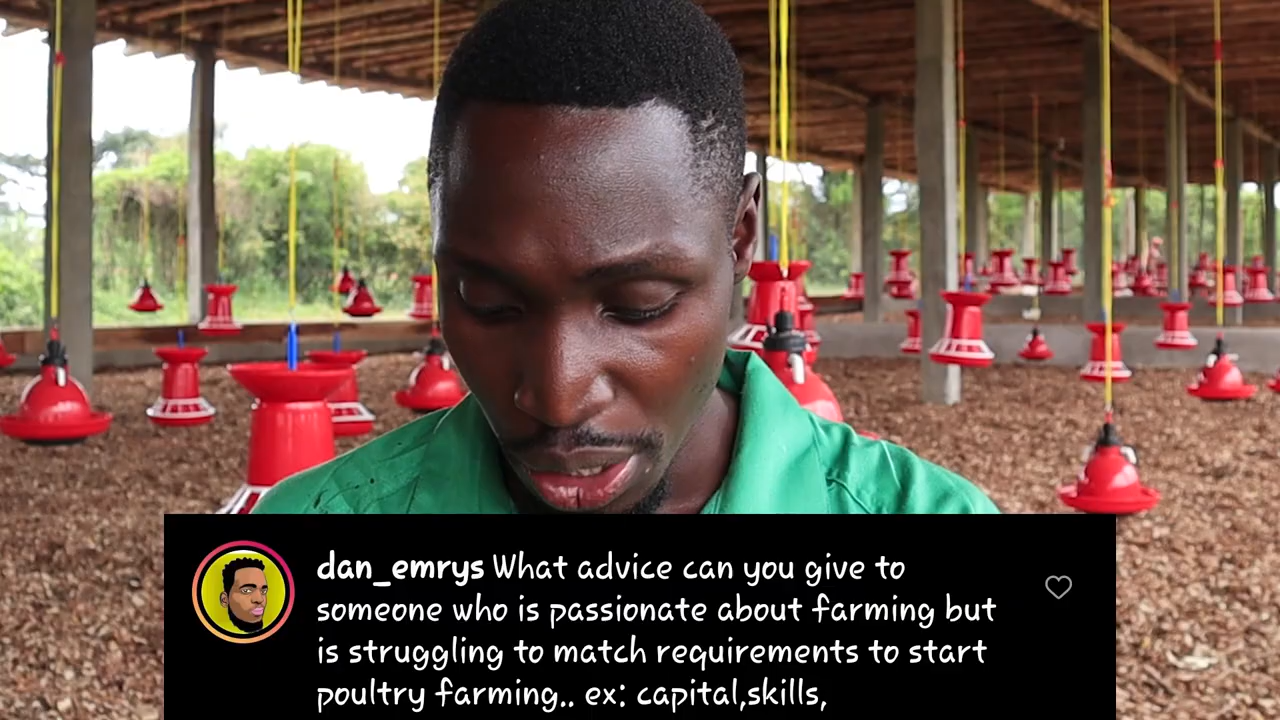 dan_emrys What advice can you give to
someone who is passionate about farming but
is struggling to match requirements to start
poultry farming.. ex: capital,skills,